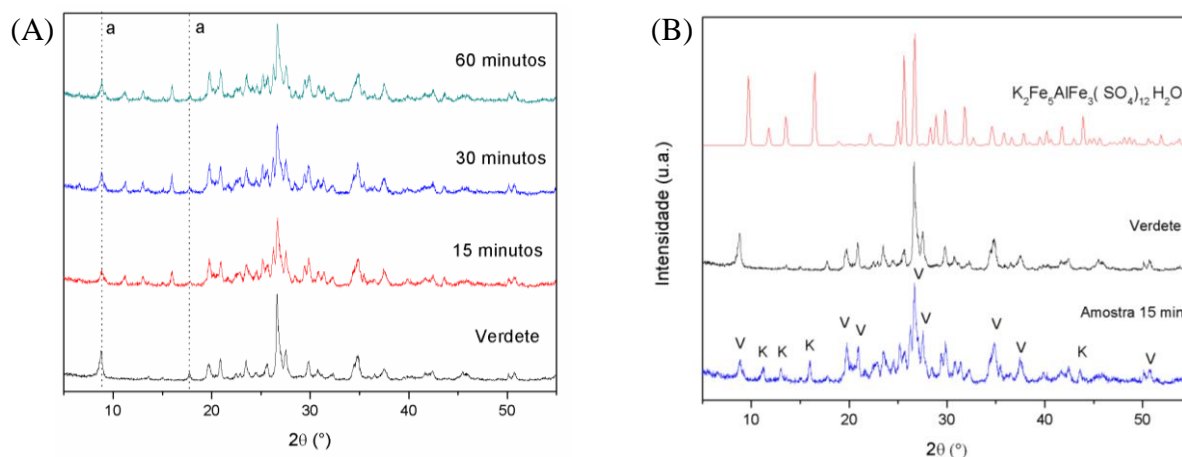 (A)
a
a
60 minutos
30 minutos
15 minutos
Verdete
10
20
30
40
50
2θ (°)
(B)
Intensidade (u.a.)
K₂Fe₅AlFe₃( SO₄)₁₂H₂O
Verdete
V
Amostra 15 min
V
K
K
K
V
V
V
V
V
K
V
10
20
30
40
50
2θ (°)